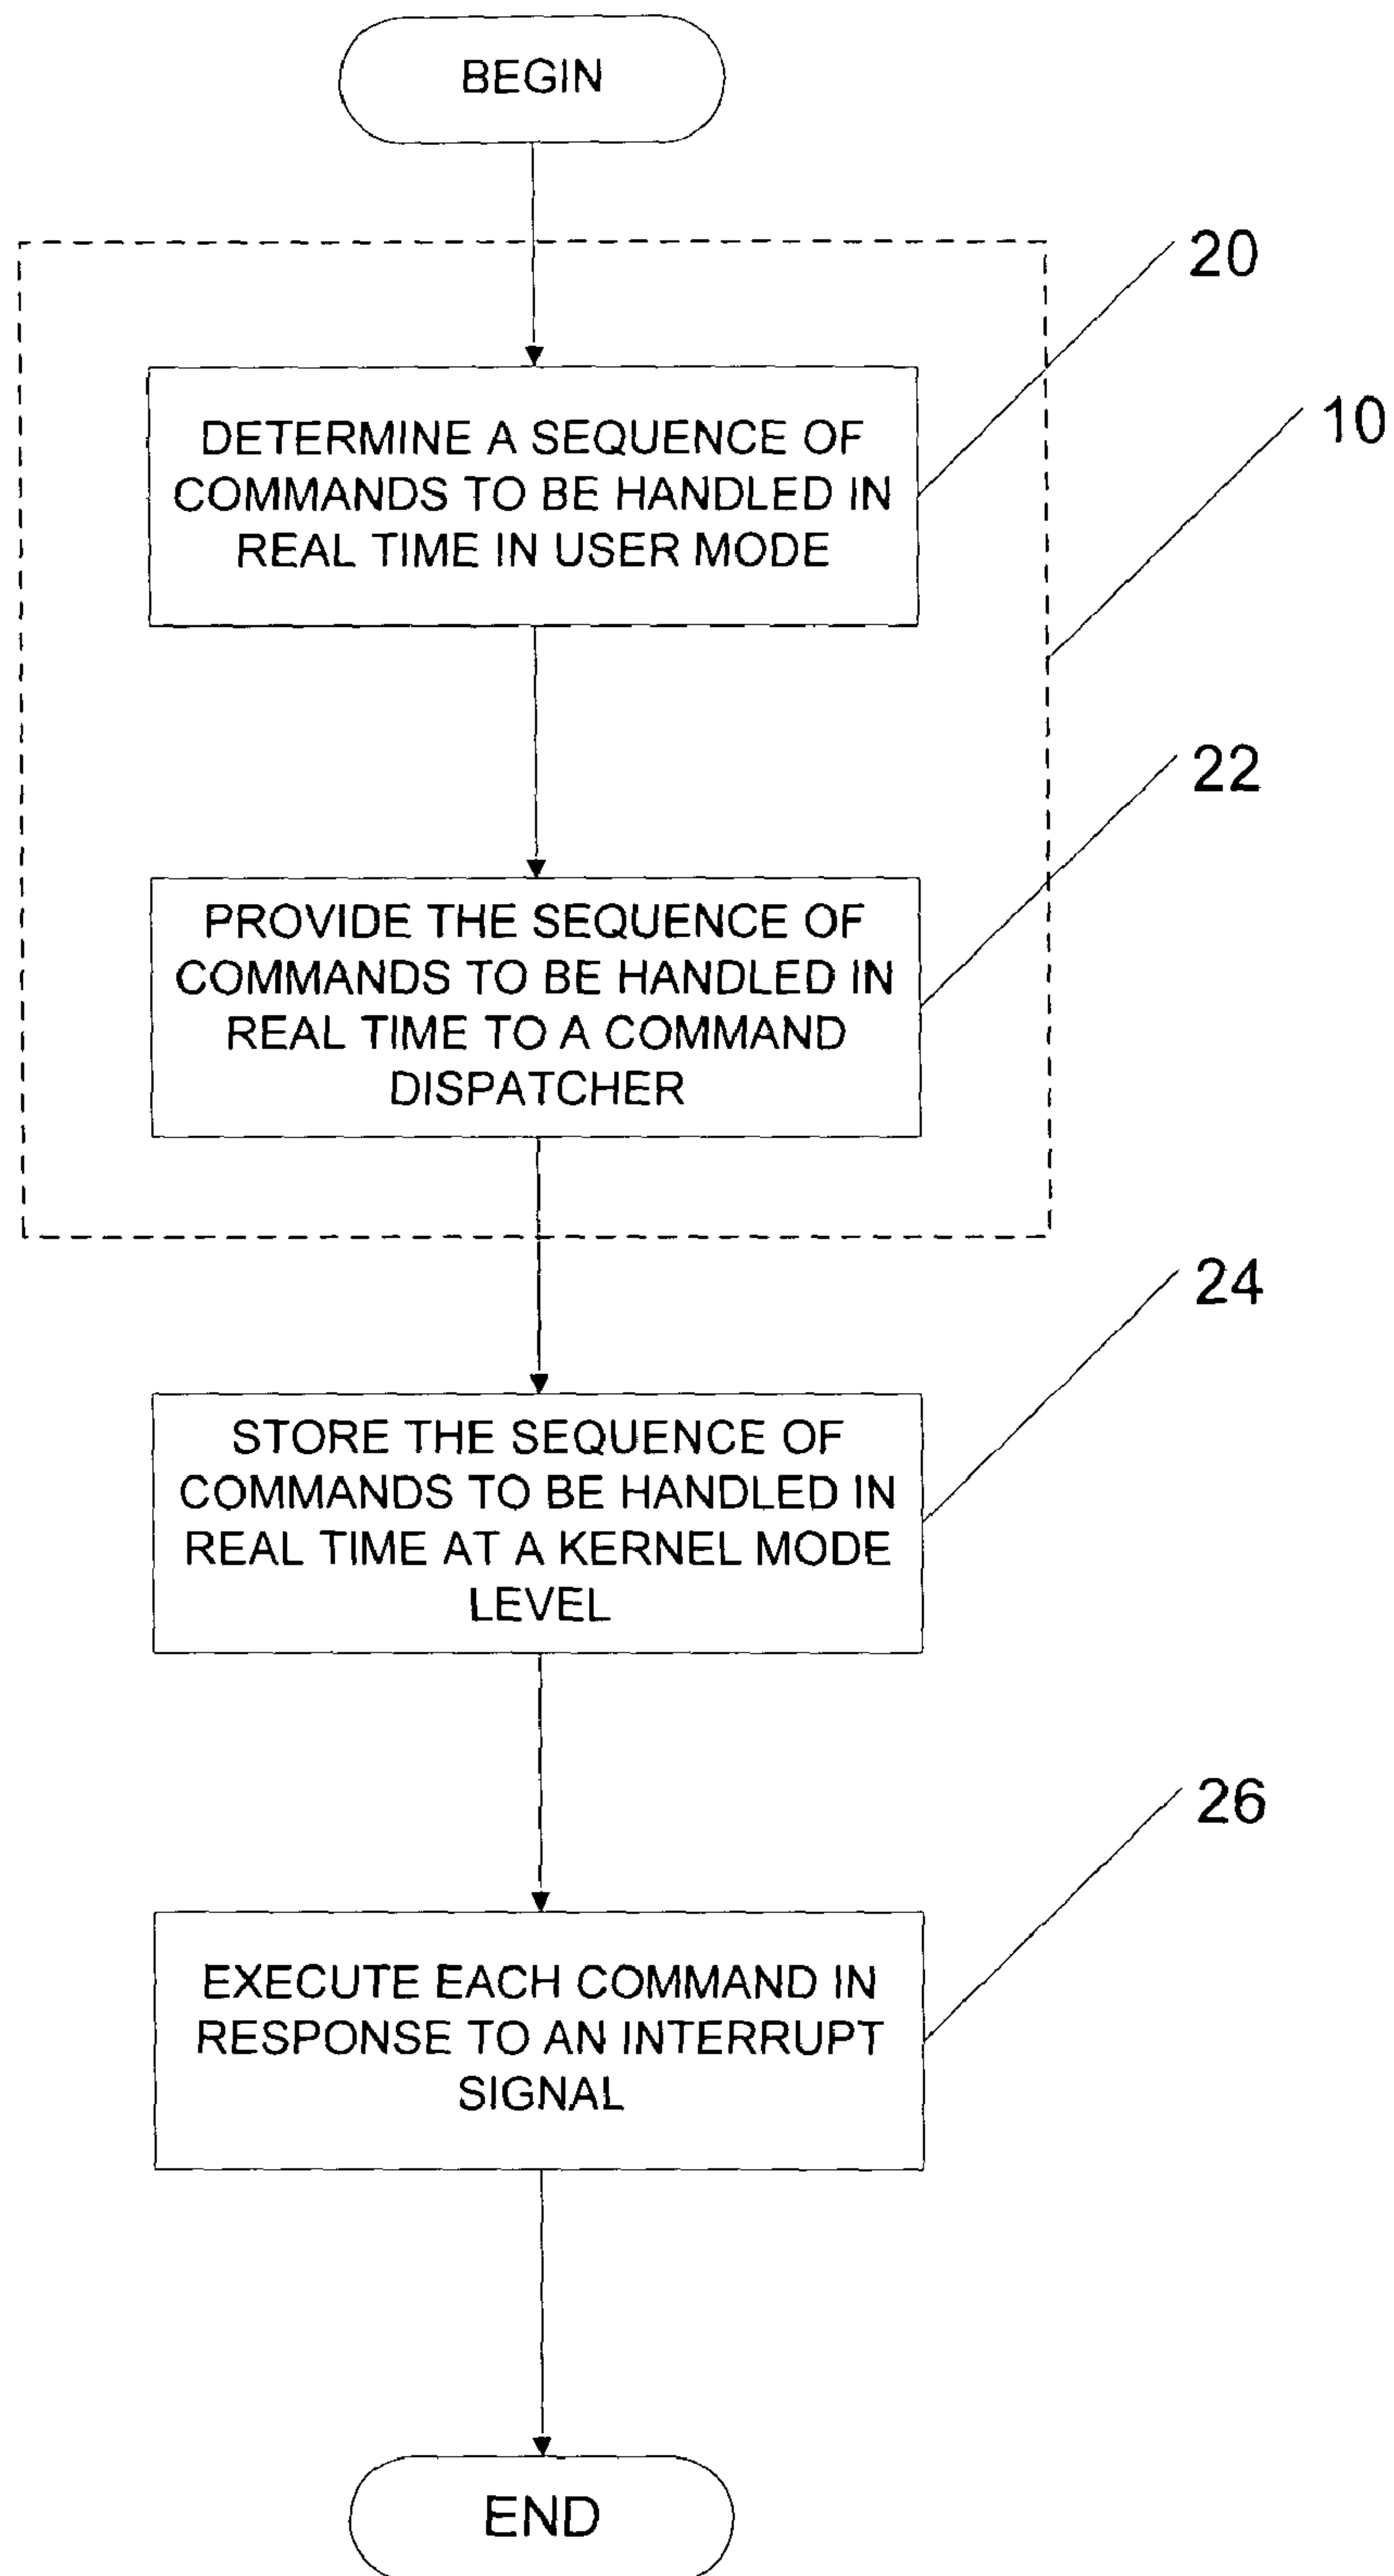 BEGIN
20
10
DETERMINE A SEQUENCE OF
COMMANDS TO BE HANDLED IN
REAL TIME IN USER MODE
22
PROVIDE THE SEQUENCE OF
COMMANDS TO BE HANDLED IN
REAL TIME TO A COMMAND
DISPATCHER
24
STORE THE SEQUENCE OF
COMMANDS TO BE HANDLED IN
REAL TIME AT A KERNEL MODE
LEVEL
26
EXECUTE EACH COMMAND IN
RESPONSE TO AN INTERRUPT
SIGNAL
END